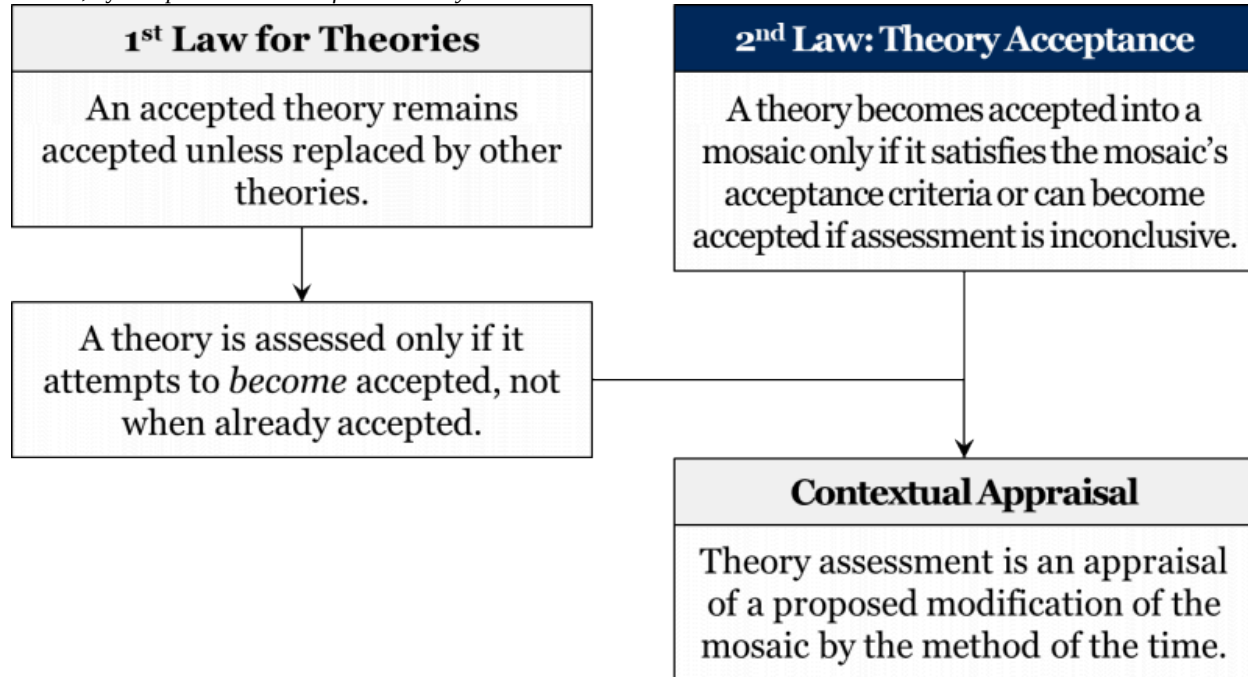 1st Law for Theories
An accepted theory remains
accepted unless replaced by other
theories.
2nd Law: Theory Acceptance
A theory becomes accepted into a
mosaic only if it satisfies the mosaic's
acceptance criteria or can become
accepted if assessment is inconclusive.
A theory is assessed only if it
attempts to become accepted, not
when already accepted.
Contextual Appraisal
Theory assessment is an appraisal
of a proposed modification of the
mosaic by the method of the time.